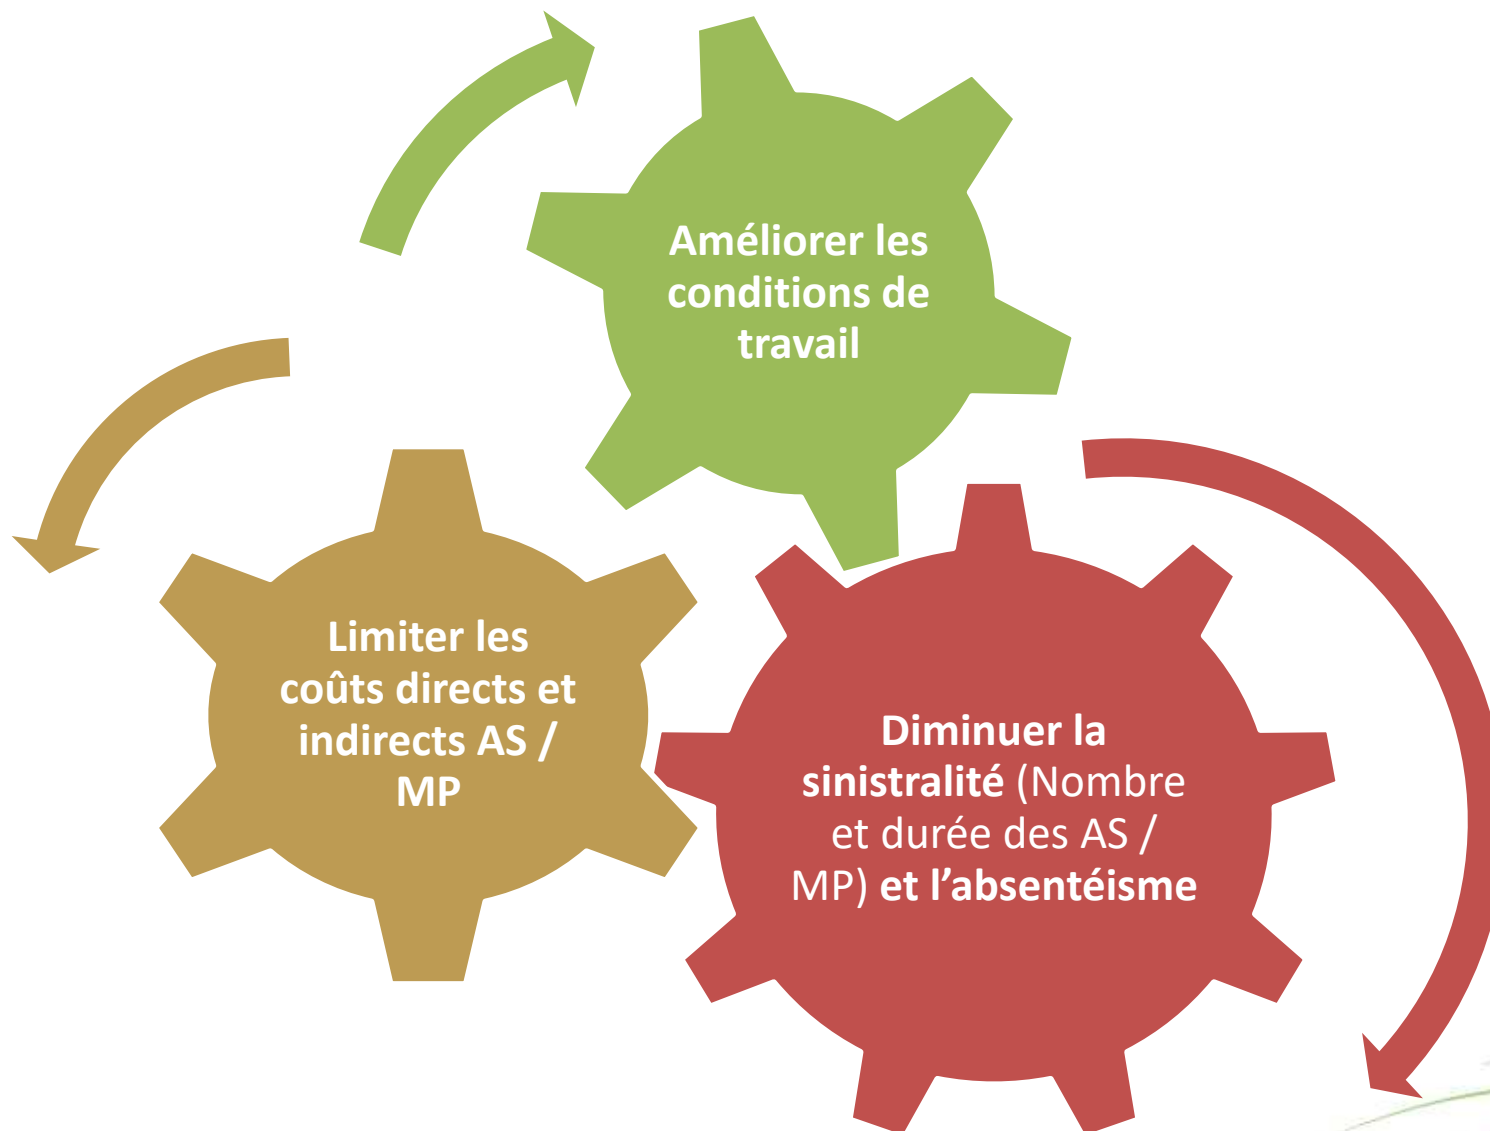 Améliorer les
conditions de
travail
Limiter les
coûts directs et
indirects AS /
MP
Diminuer la
sinistralité (Nombre
et durée des AS /
MP) et l’absentéisme